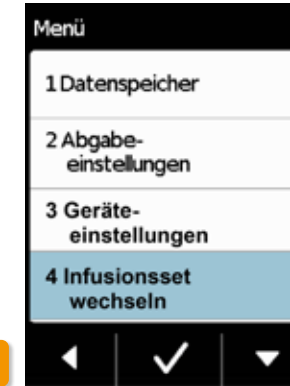 Menü
1 Datenspeicher
2 Abgabe-
einstellungen
3 Geräte-
einstellungen
4 Infusionsset
wechseln